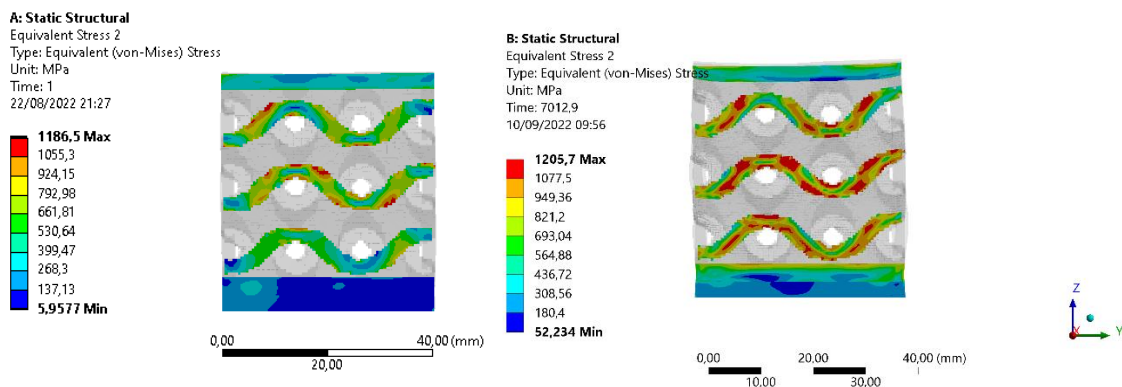 A: Static Structural
Equivalent Stress 2
Type: Equivalent (von-Mises) Stress
Unit: MPa
Time: 1
22/08/2022 21:27
1186,5 Max
1055,3
924,15
792,98
661,81
530,64
399,47
268,3
137,13
5,9577 Min
0,00
40,00 (mm)
20,00
B: Static Structural
Equivalent Stress 2
Type: Equivalent (von-Mises) Stress
Unit: MPa
Time: 7012,9
10/09/2022 09:56
1205,7 Max
1077,5
949,36
821,2
693,04
564,88
436,72
308,56
180,4
52,234 Min
0,00
20,00
40,00 (mm)
10,00
30,00
Z
X
Y